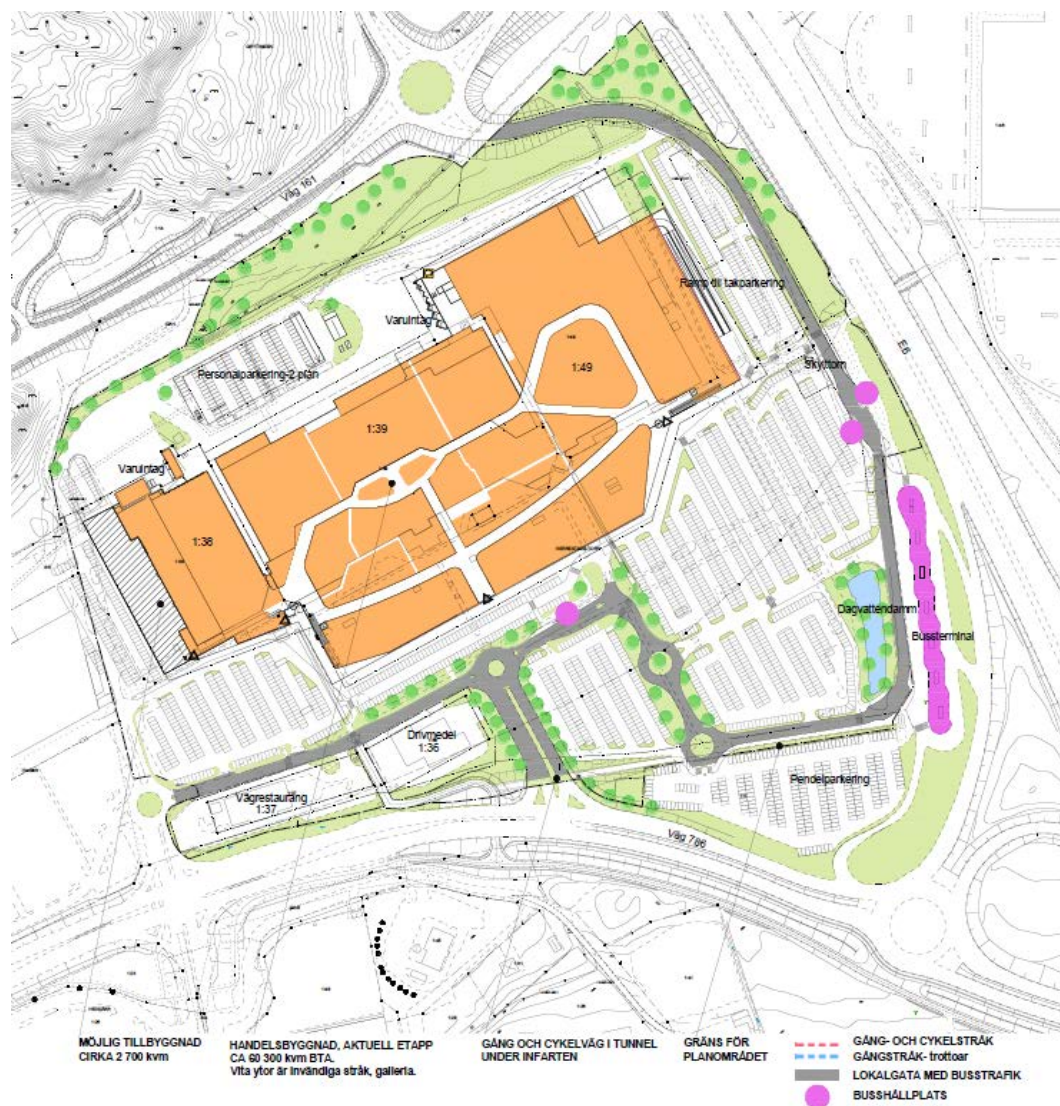 Väg 161
Ramp till takparkering
Varuintag
E6
Skyttorn
Personalparkering-2 plan
1:49
1:39
Varuintag
1:38
Dagvattendamm
Bussterminal
Drivmedel
1:36
Pendelparkering
Vägrestaurang
1:37
Väg 786
MÖJLIG TILLBYGGNAD
CIRKA 2 700 kvm
HANDELSBYGGNAD, AKTUELL ETAPP
CA 60 300 kvm BTA.
Vita ytor är invändiga stråk, galleria.
GÅNG OCH CYKELVÄG I TUNNEL
UNDER INFARTEN
GRÄNS FÖR
PLANOMRÅDET
GÅNG- OCH CYKELSTRÅK
GÅNGSTRÅK- trottoar
LOKALGATA MED BUSSTRAFIK
BUSSHÅLLPLATS